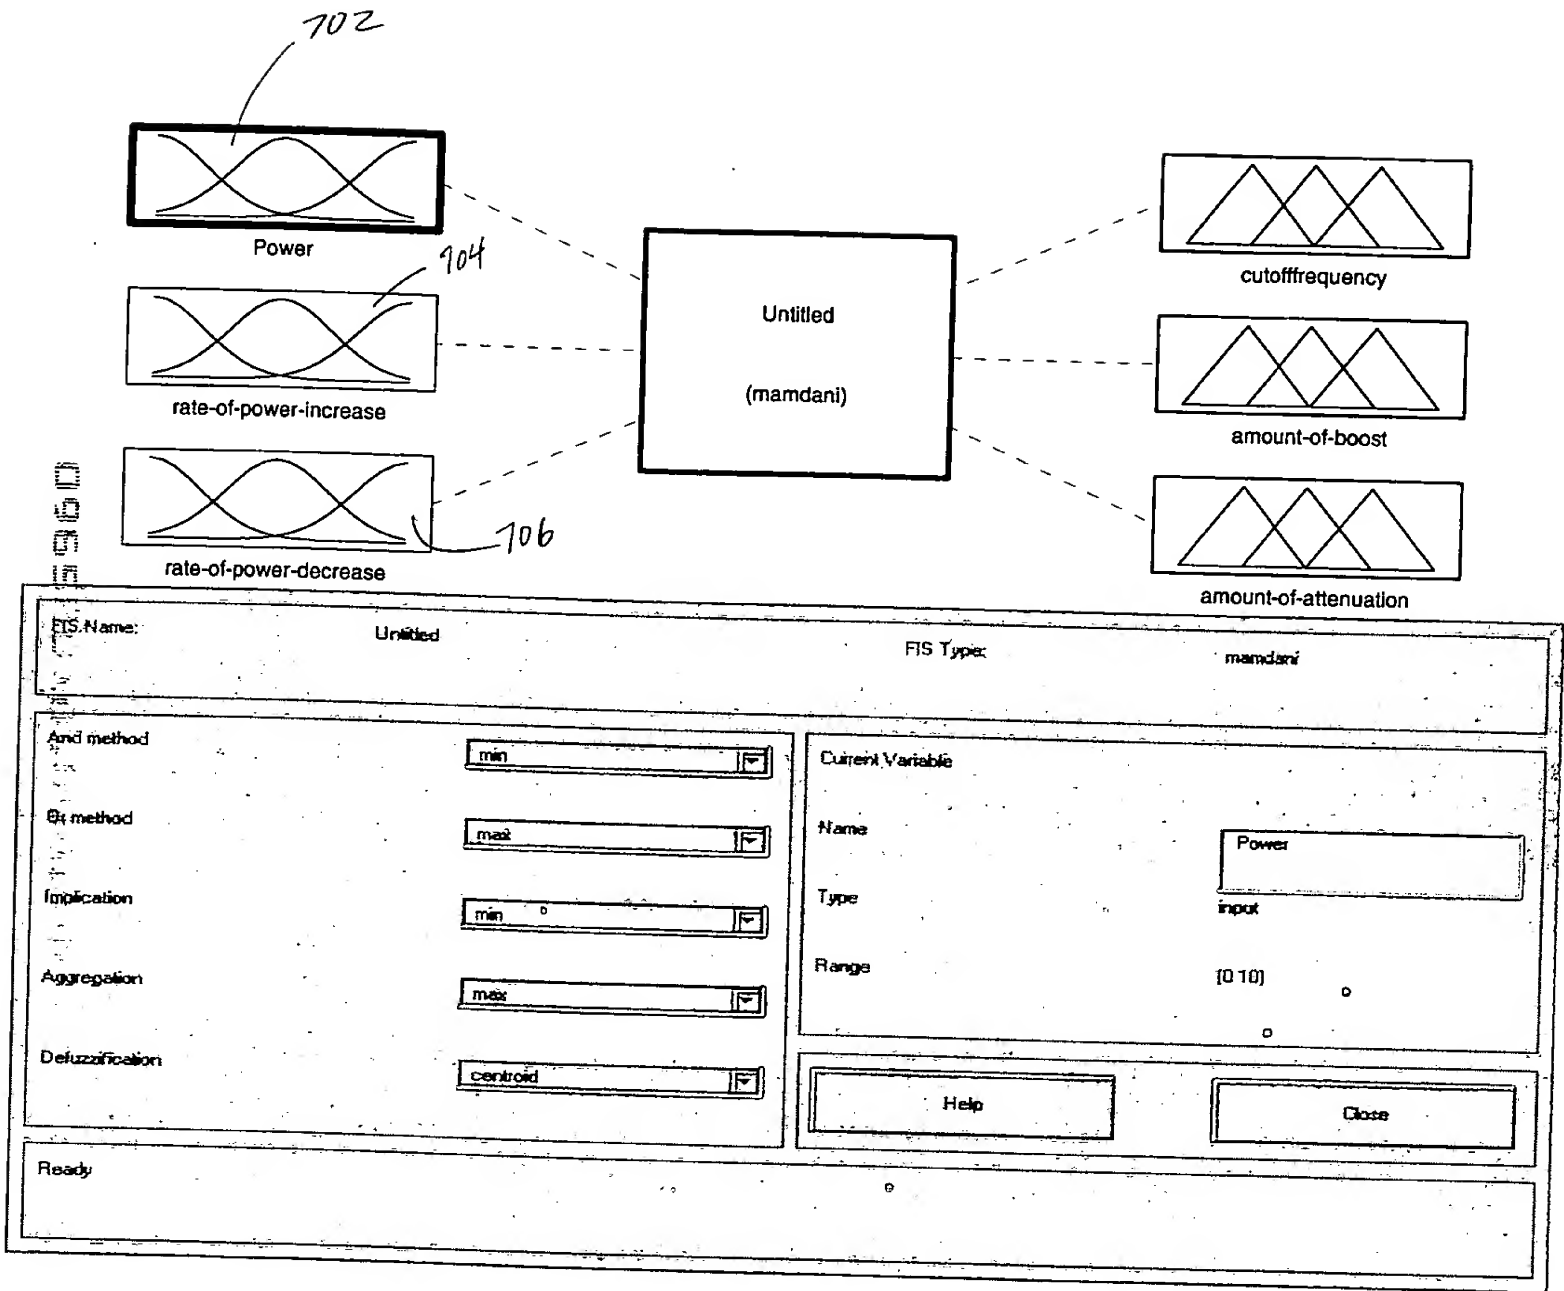 702
Power
704
rate-of-power-increase
706
rate-of-power-decrease
Untitled
(mamdani)
cutofffrequency
amount-of-boost
amount-of-attenuation
FIS Name: Untitled FIS Type: mamdani
And method min
Or method max
Implication min
Aggregation max
Defuzzification centroid
Current Variable
Name Power
Type input
Range [0 10]
Help Close
Ready